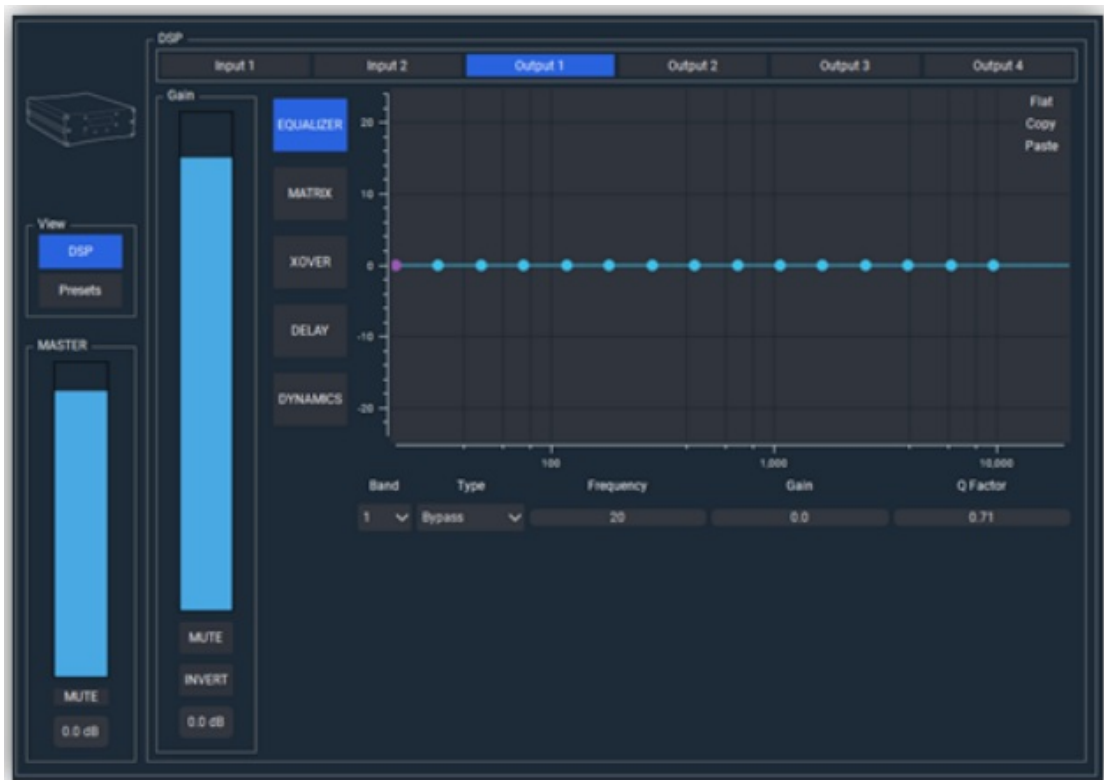 DSP
Input 1 Input 2 Output 1 Output 2 Output 3 Output 4
View
DSP
Presets
MASTER
MUTE
0.0 dB
Gain
MUTE
INVERT
0.0 dB
EQUALIZER
MATRIX
XOVER
DELAY
DYNAMICS
Flat
Copy
Paste
20
10
0
-10
-20
100 1,000 10,000
Band Type Frequency Gain Q Factor
1 Bypass 20 0.0 0.71